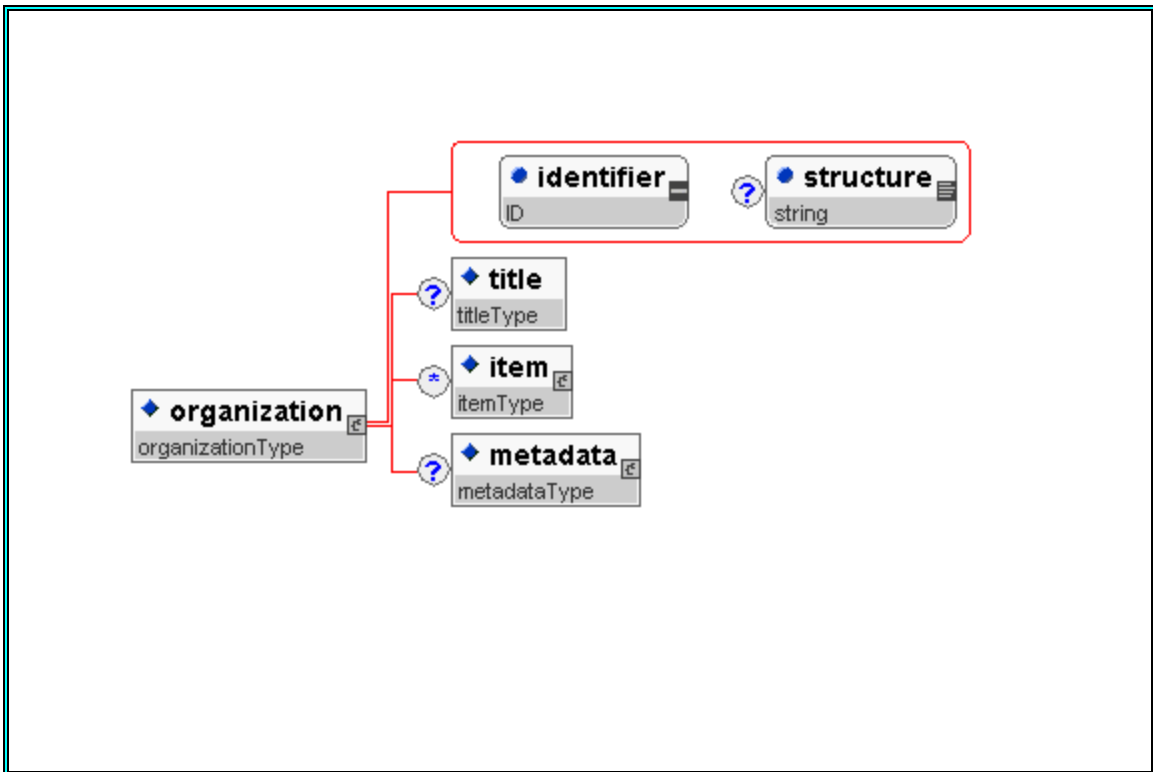 identifier
ID
? structure
string
? title
titleType
* item
itemType
organization
organizationType
? metadata
metadataType